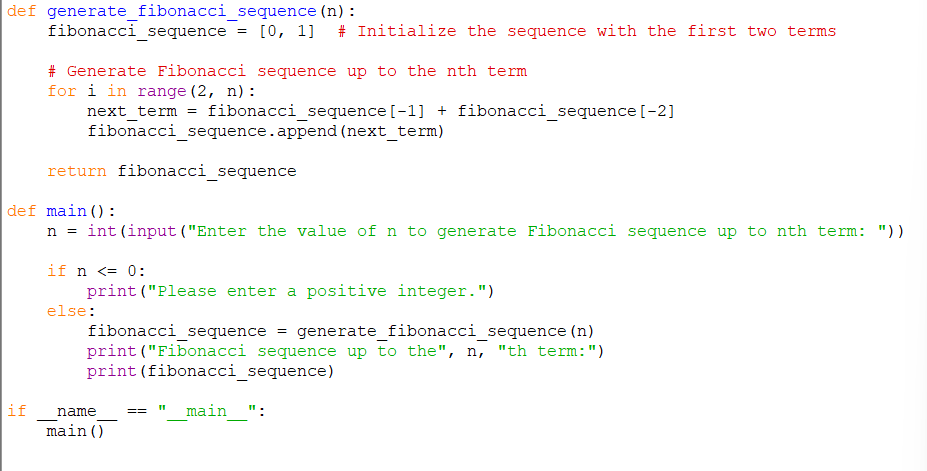 def generate_fibonacci_sequence(n):
    fibonacci_sequence = [0, 1]  # Initialize the sequence with the first two terms

    # Generate Fibonacci sequence up to the nth term
    for i in range(2, n):
        next_term = fibonacci_sequence[-1] + fibonacci_sequence[-2]
        fibonacci_sequence.append(next_term)

    return fibonacci_sequence

def main():
    n = int(input("Enter the value of n to generate Fibonacci sequence up to nth term: "))

    if n <= 0:
        print("Please enter a positive integer.")
    else:
        fibonacci_sequence = generate_fibonacci_sequence(n)
        print("Fibonacci sequence up to the", n, "th term:")
        print(fibonacci_sequence)

if __name__ == "__main__":
    main()